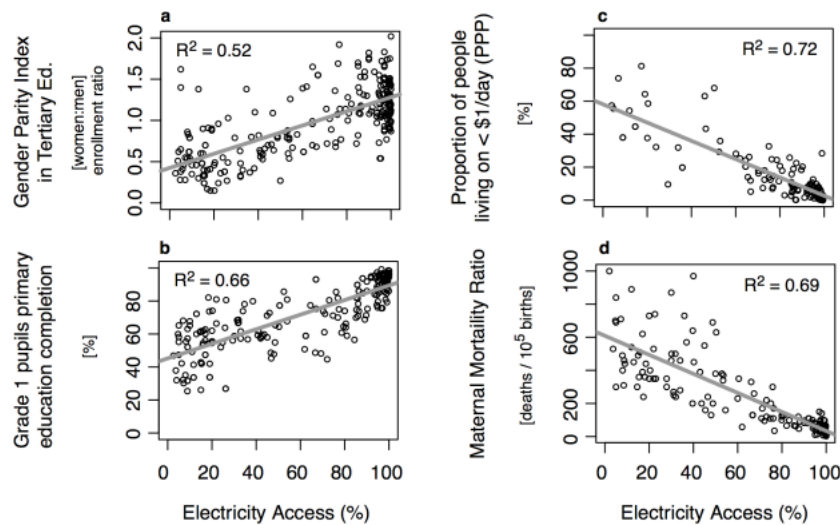 a
R² = 0.52
Gender Parity Index
in Tertiary Ed.
[women:men]
enrollment ratio
0.0
0.5
1.0
1.5
2.0
b
R² = 0.66
Grade 1 pupils primary
education completion
[%]
0
20
40
60
80
0
20
40
60
80
100
Electricity Access (%)
c
R² = 0.72
Proportion of people
living on < $1/day (PPP)
[%]
0
20
40
60
80
d
R² = 0.69
Maternal Mortaility Ratio
[deaths / 10⁵ births]
0
200
600
1000
0
20
40
60
80
100
Electricity Access (%)